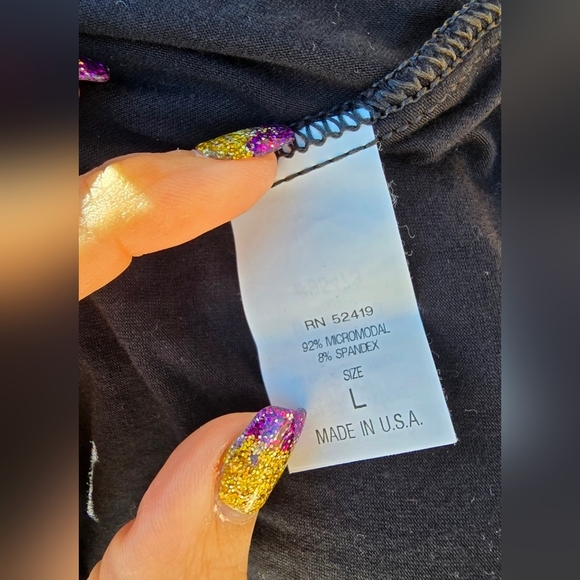 RN 52419
92% MICROMODAL
8% SPANDEX
SIZE
L
MADE IN U.S.A.